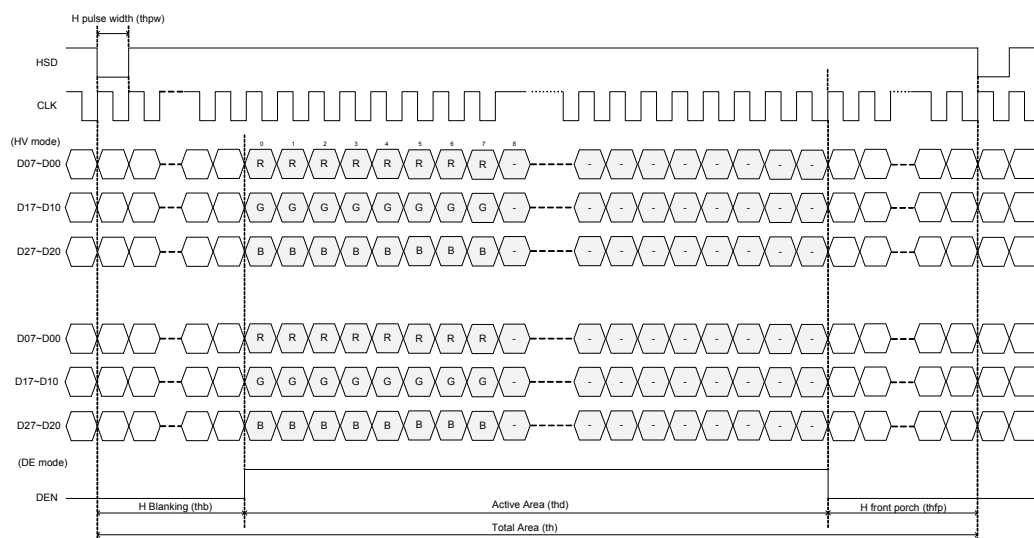 H pulse width (thpw)
HSD
CLK
(HV mode)
0 1 2 3 4 5 6 7 8
D07~D00 R R R R R R R R - - - - - - - - -
D17~D10 G G G G G G G G - - - - - - - - -
D27~D20 B B B B B B B B - - - - - - - - -
D07~D00 R R R R R R R R - - - - - - - - -
D17~D10 G G G G G G G G - - - - - - - - -
D27~D20 B B B B B B B B - - - - - - - - -
(DE mode)
DEN
H Blanking (thb) Active Area (thd) H front porch (thfp)
Total Area (th)